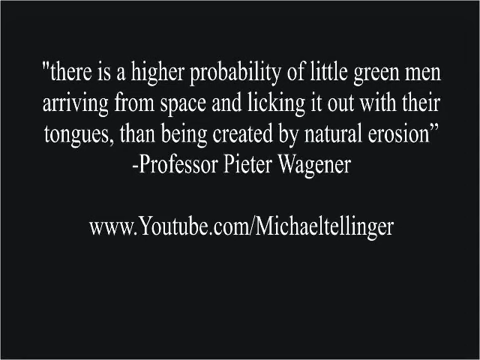 "there is a higher probability of little green men
arriving from space and licking it out with their
tongues, than being created by natural erosion”
-Professor Pieter Wagener
www.Youtube.com/Michaeltellinger